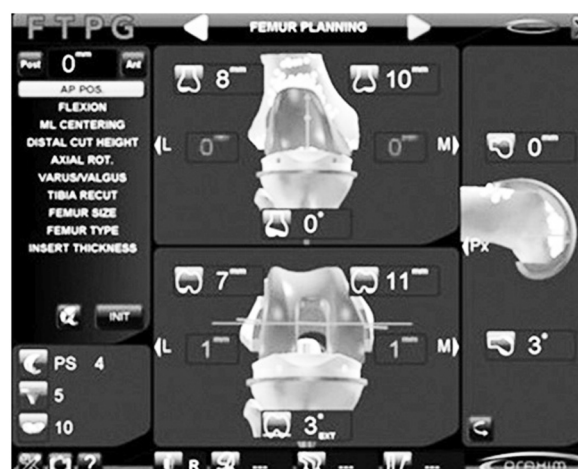 FTPG
FEMUR PLANNING
Post 0mm Ant
AP POS.
FLEXION
ML CENTERING
DISTAL CUT HEIGHT
AXIAL ROT.
VARUS/VALGUS
TIBIA RECUT
FEMUR SIZE
FEMUR TYPE
INSERT THICKNESS
INIT
PS 4
5
10
8mm 10mm
L 0mm 0mm M
0°
7mm 11mm
L 1mm 1mm M
3° EXT
0mm
Px
3°
? R --- --- ---